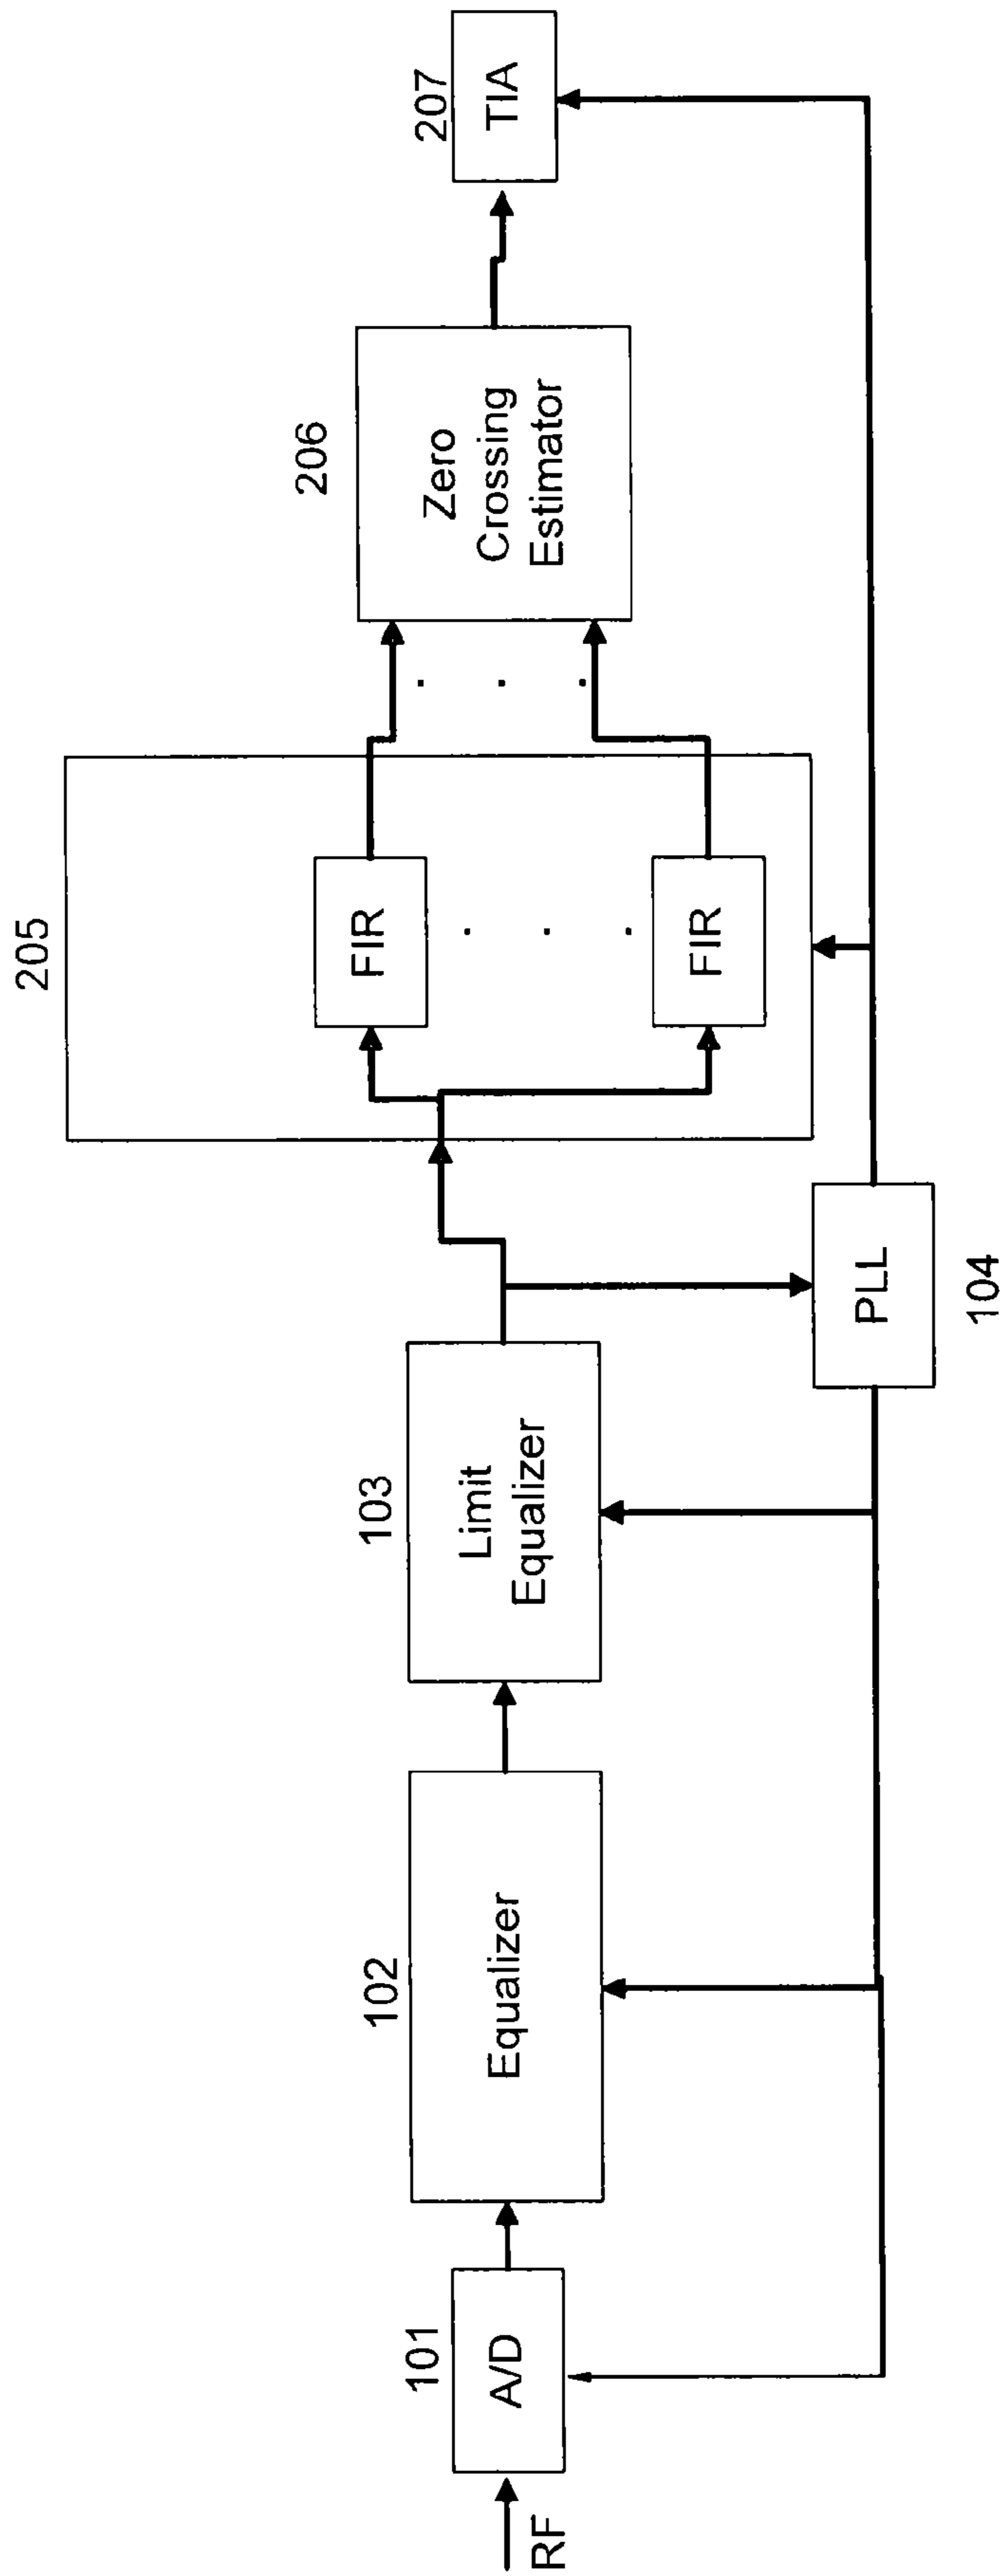 RF
101
A/D
102
Equalizer
103
Limit
Equalizer
104
PLL
205
FIR
FIR
206
Zero
Crossing
Estimator
207
TIA